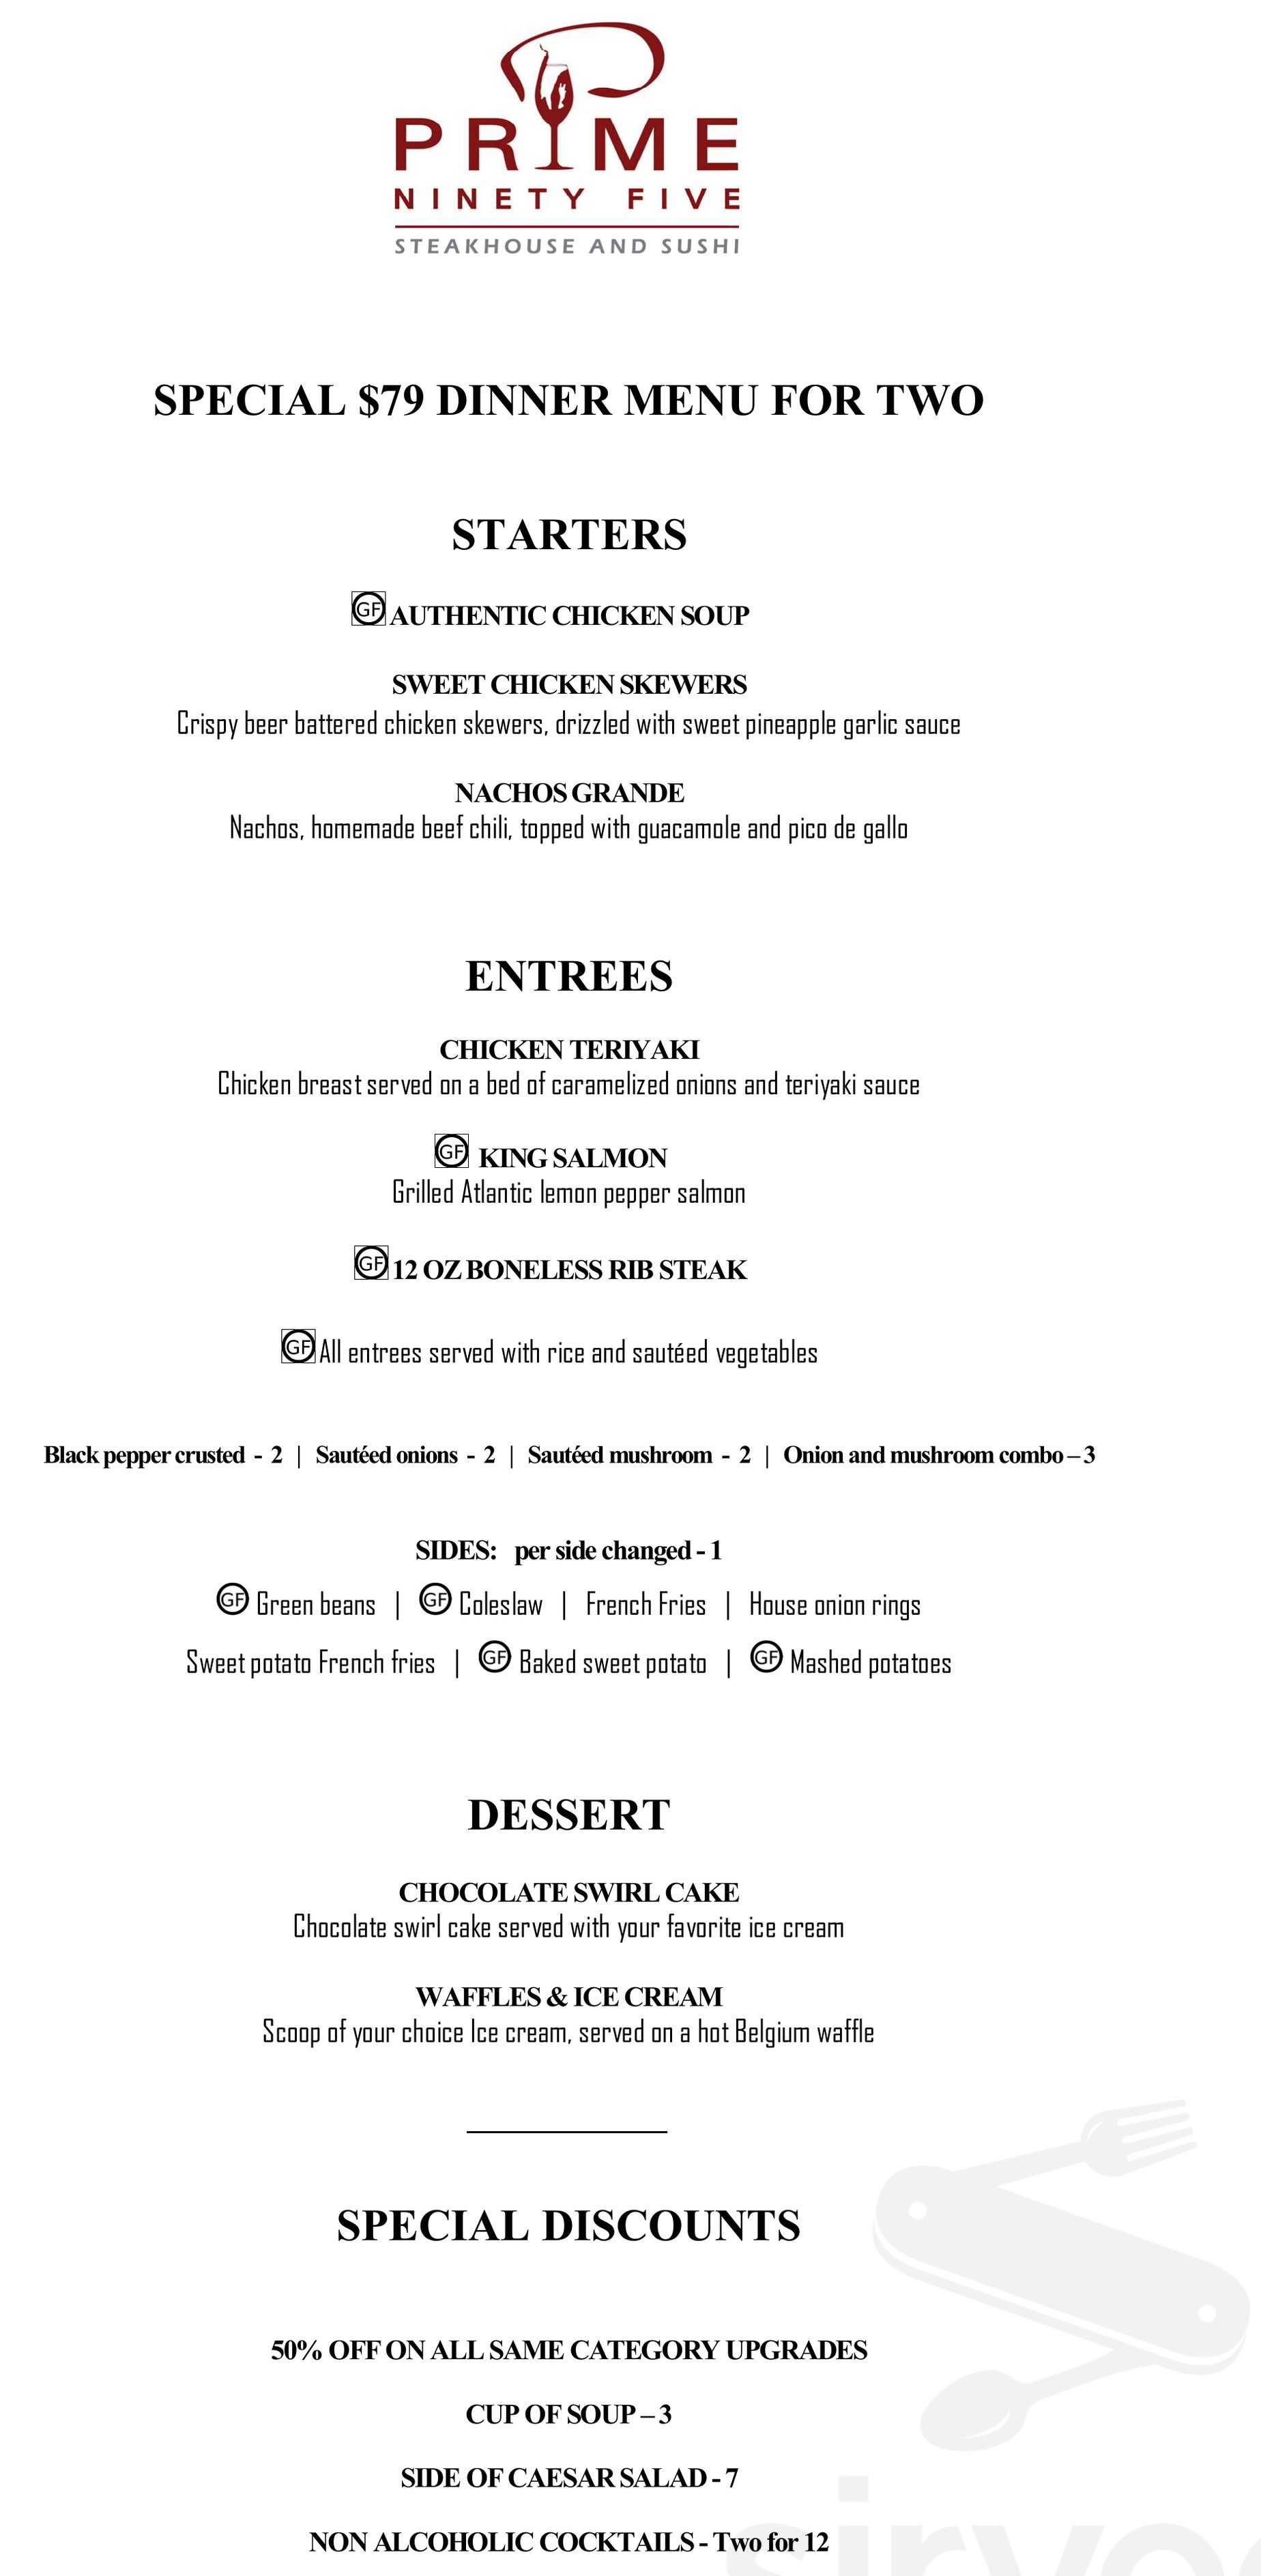 PRIME
NINETY FIVE
STEAKHOUSE AND SUSHI
SPECIAL $79 DINNER MENU FOR TWO
STARTERS
GF AUTHENTIC CHICKEN SOUP
SWEET CHICKEN SKEWERS
Crispy beer battered chicken skewers, drizzled with sweet pineapple garlic sauce
NACHOS GRANDE
Nachos, homemade beef chili, topped with guacamole and pico de gallo
ENTREES
CHICKEN TERIYAKI
Chicken breast served on a bed of caramelized onions and teriyaki sauce
GF KING SALMON
Grilled Atlantic lemon pepper salmon
GF 12 OZ BONELESS RIB STEAK
GF All entrees served with rice and sautéed vegetables
Black pepper crusted - 2 | Sautéed onions - 2 | Sautéed mushroom - 2 | Onion and mushroom combo – 3
SIDES: per side changed - 1
GF Green beans | GF Coleslaw | French Fries | House onion rings
Sweet potato French fries | GF Baked sweet potato | GF Mashed potatoes
DESSERT
CHOCOLATE SWIRL CAKE
Chocolate swirl cake served with your favorite ice cream
WAFFLES & ICE CREAM
Scoop of your choice Ice cream, served on a hot Belgium waffle
SPECIAL DISCOUNTS
50% OFF ON ALL SAME CATEGORY UPGRADES
CUP OF SOUP – 3
SIDE OF CAESAR SALAD - 7
NON ALCOHOLIC COCKTAILS - Two for 12